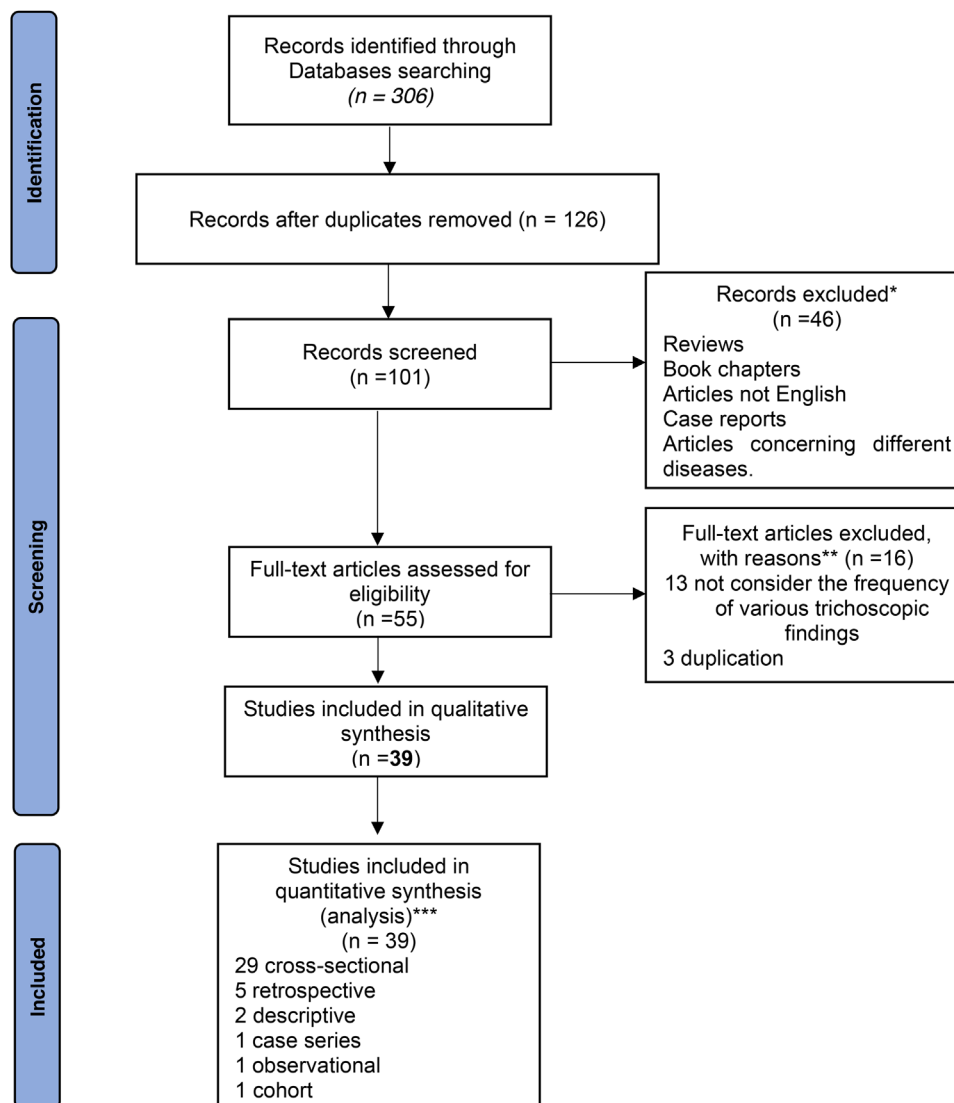 Identification
Records identified through
Databases searching
(n = 306)
Records after duplicates removed (n = 126)
Screening
Records screened
(n =101)
Records excluded*
(n =46)
Reviews
Book chapters
Articles not English
Case reports
Articles concerning different
diseases.
Full-text articles assessed for
eligibility
(n =55)
Full-text articles excluded,
with reasons** (n =16)
13 not consider the frequency
of various trichoscopic
findings
3 duplication
Studies included in qualitative
synthesis
(n =39)
Included
Studies included in
quantitative synthesis
(analysis)***
(n = 39)
29 cross-sectional
5 retrospective
2 descriptive
1 case series
1 observational
1 cohort